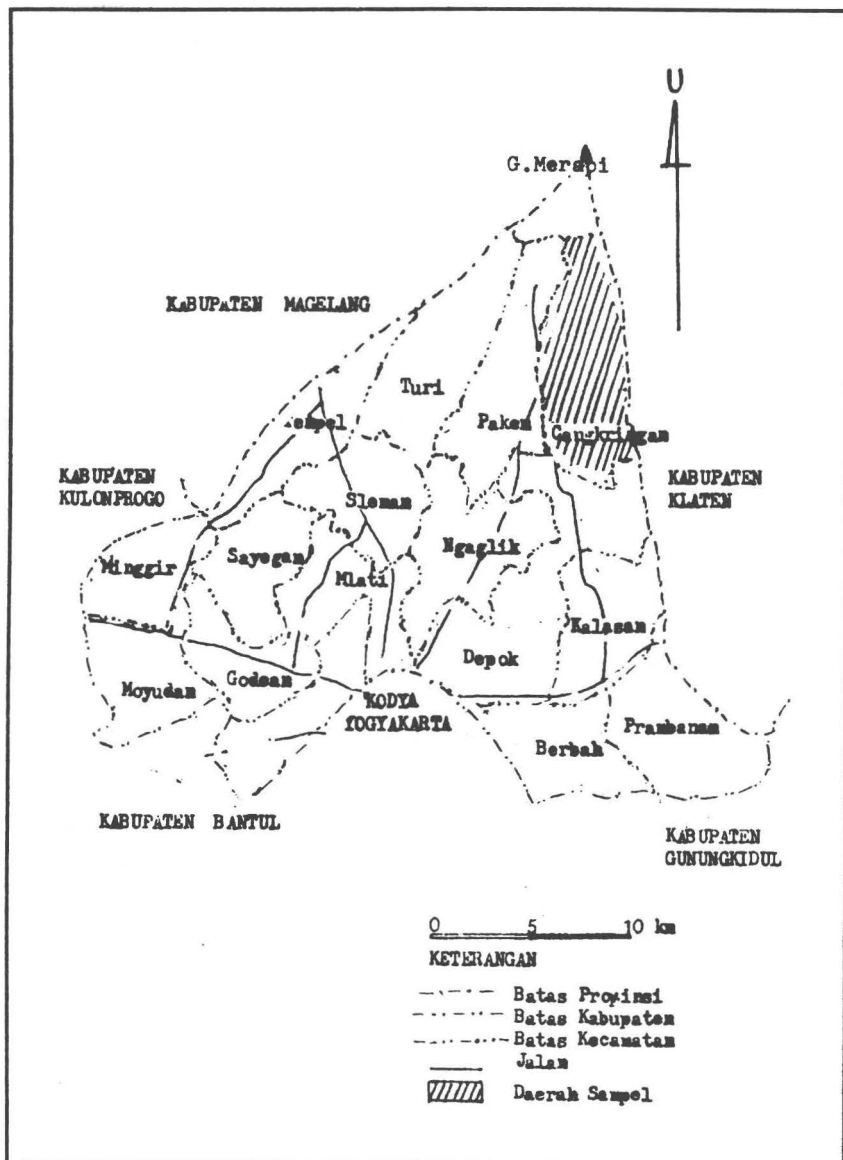 U
G.Merapi
KABUPATEN MAGELANG
Turi
Tempel
Pakem
Cangkringan
KABUPATEN
KULONPROGO
KABUPATEN
KLATEN
Sleman
Minggir
Sayegan
Ngaglik
Mlati
Kalasan
Depok
Moyudan
Godean
KODYA
YOGYAKARTA
Berbah
Prambanan
KABUPATEN BANTUL
KABUPATEN
GUNUNGKIDUL
0 5 10 km
KETERANGAN
Batas Propinsi
Batas Kabupaten
Batas Kecamatan
Jalan
Daerah Sampel